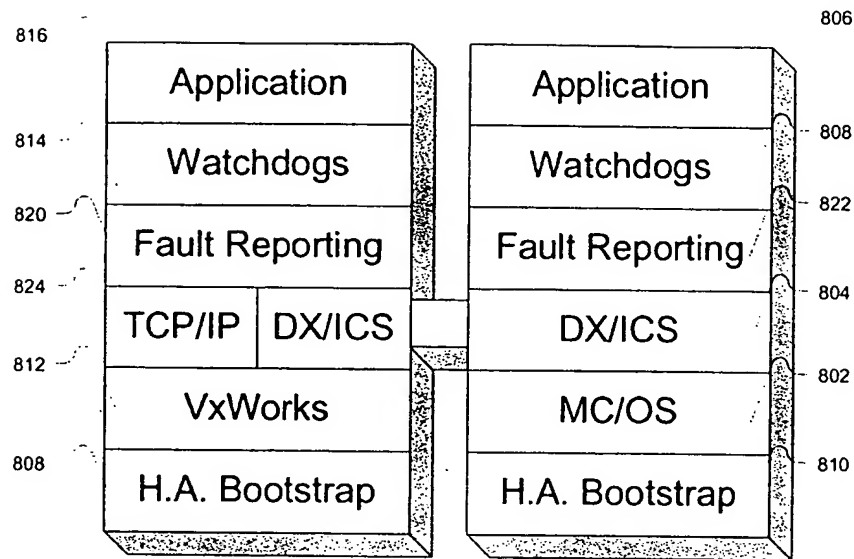 816
806
Application
Application
814
808
Watchdogs
Watchdogs
820
822
Fault Reporting
Fault Reporting
824
804
TCP/IP
DX/ICS
DX/ICS
812
802
VxWorks
MC/OS
808
810
H.A. Bootstrap
H.A. Bootstrap